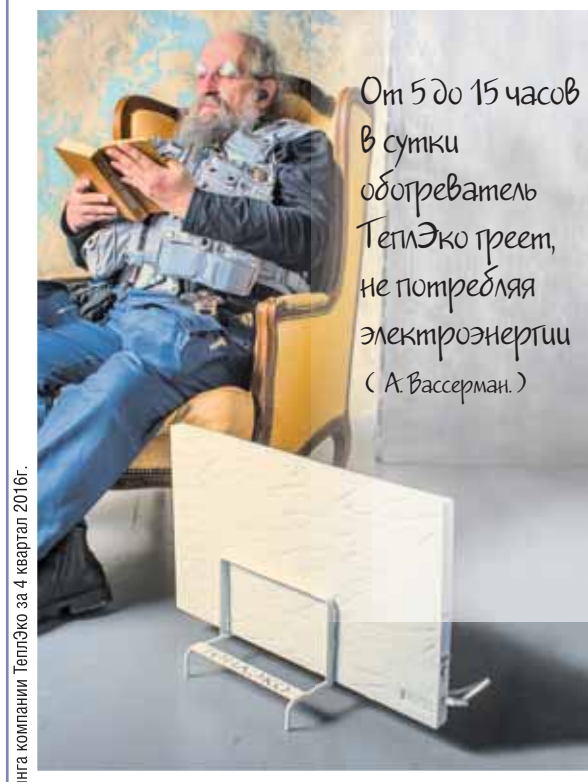 От 5 до 15 часов
в сутки
обогреватель
ТеплЭко греет,
не потребляя
электроэнергии
( А. Вассерман. )
ТЕПЛЭКО
нга компании ТеплЭко за 4 квартал 2016г.